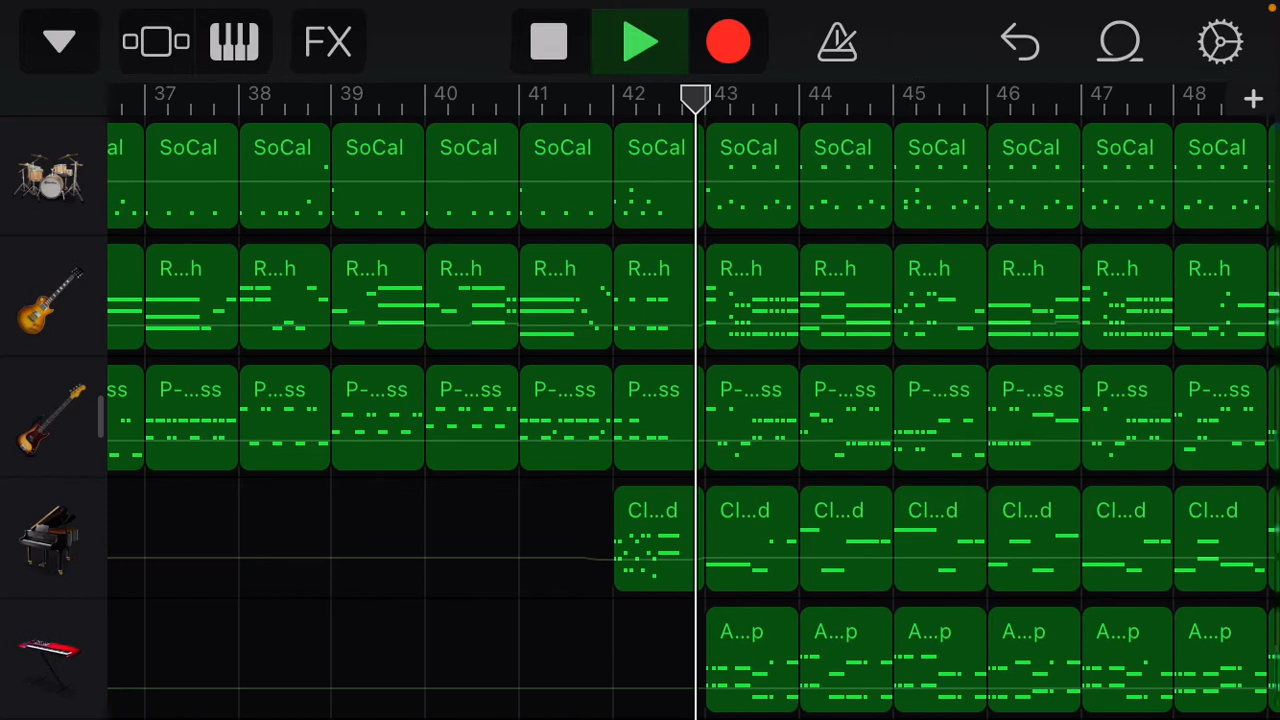 FX
37 38 39 40 41 42 43 44 45 46 47 48 +
al SoCal SoCal SoCal SoCal SoCal SoCal SoCal SoCal SoCal SoCal SoCal SoCal
R...h R...h R...h R...h R...h R...h R...h R...h R...h R...h R...h R...h
ss P-...ss P...ss P-...ss P-...ss P-...ss P...ss P-...ss P-...ss P...ss P-...ss P...ss P-...ss
Cl...d Cl...d Cl...d Cl...d Cl...d Cl...d Cl...d
A...p A...p A...p A...p A...p A...p